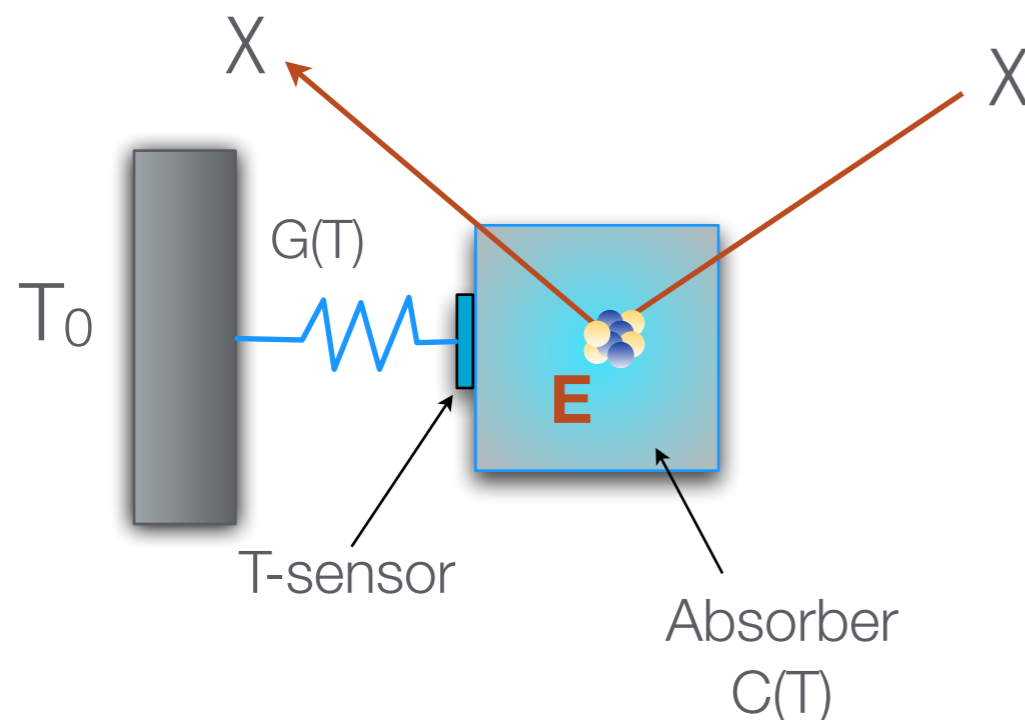 X
X
G(T)
T₀
E
T-sensor
Absorber
C(T)